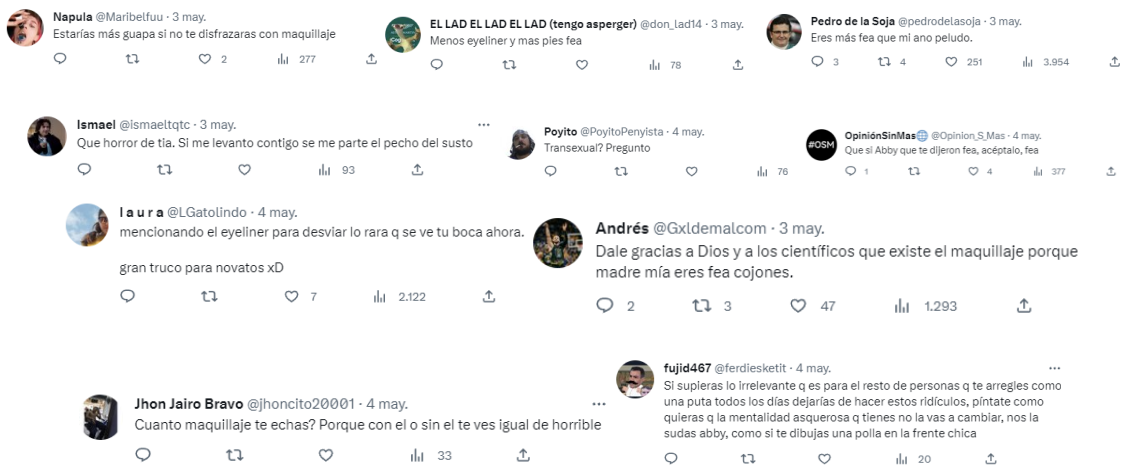 Napula @Maribelfuu · 3 may.
Estarías más guapa si no te disfrazaras con maquillaje
2 277
EL LAD EL LAD EL LAD (tengo asperger) @don_lad14 · 3 may.
Menos eyeliner y mas pies fea
78
Pedro de la Soja @pedrodelasoja · 3 may.
Eres más fea que mi ano peludo.
3 4 251 3.954
Ismael @ismaeltqtc · 3 may.
Que horror de tia. Si me levanto contigo se me parte el pecho del susto
93
Poyito @PoyitoPenyista · 4 may.
Transexual? Pregunto
76
#OSM
OpiniónSinMas🌐 @Opinion_S_Mas · 4 may.
Que si Abby que te dijeron fea, acéptalo, fea
1 4 377
l a u r a @LGatolindo · 4 may.
mencionando el eyeliner para desviar lo rara q se ve tu boca ahora.
gran truco para novatos xD
7 2.122
Andrés @Gxldemalcom · 3 may.
Dale gracias a Dios y a los científicos que existe el maquillaje porque
madre mía eres fea cojones.
2 3 47 1.293
Jhon Jairo Bravo @jhoncito20001 · 4 may.
Cuanto maquillaje te echas? Porque con el o sin el te ves igual de horrible
33
fujid467 @ferdiesketit · 4 may.
Si supieras lo irrelevante q es para el resto de personas q te arregles como
una puta todos los días dejarías de hacer estos ridículos, píntate como
quieras q la mentalidad asquerosa q tienes no la vas a cambiar, nos la
sudas abby, como si te dibujas una polla en la frente chica
20